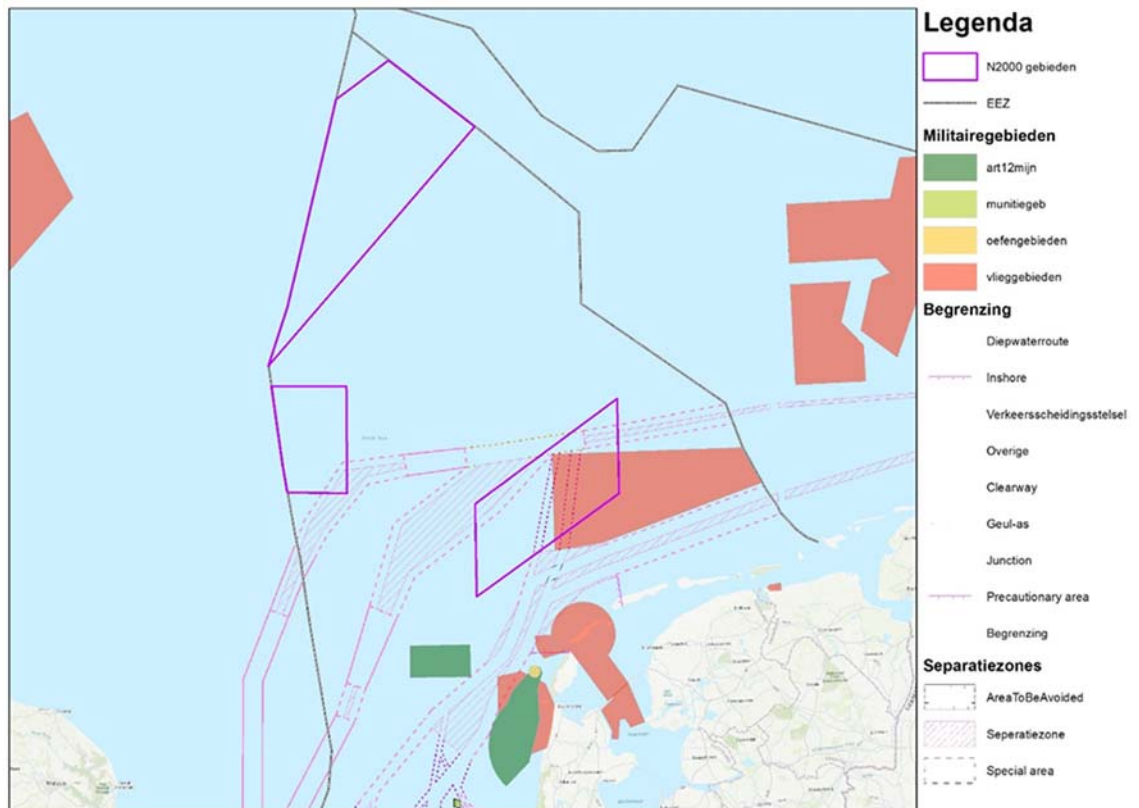 Legenda
N2000 gebieden
EEZ
Militairegebieden
art12mijn
munitiegeb
oefengebieden
vlieggebieden
Begrenzing
Diepwaterroute
Inshore
Verkeersscheidingsstelsel
Overige
Clearway
Geul-as
Junction
Precautionary area
Begrenzing
Separatiezones
AreaToBeAvoided
Seperatiezone
Special area